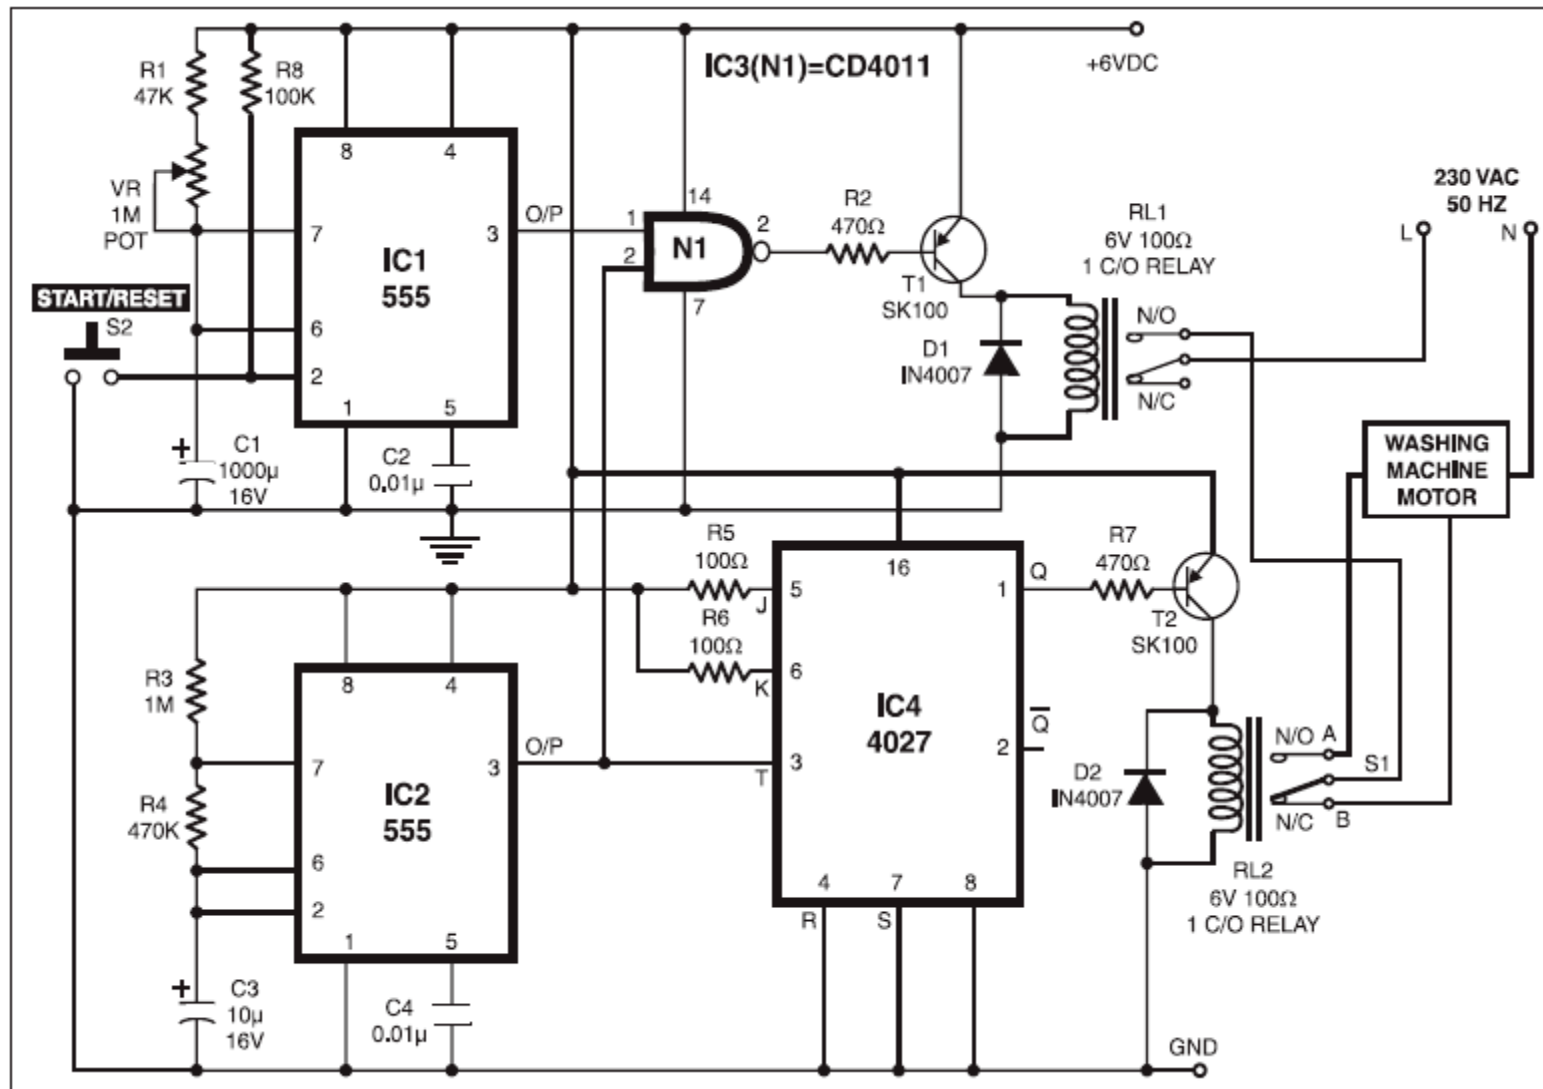 IC3(N1)=CD4011
+6VDC
R1
47K
R8
100K
VR
1M
POT
START/RESET
S2
8
4
7
6
2
1
5
3
IC1
555
O/P
C1
1000µ
16V
+
C2
0.01µ
14
1
2
N1
2
7
R2
470Ω
T1
SK100
D1
IN4007
RL1
6V 100Ω
1 C/O RELAY
N/O
N/C
230 VAC
50 HZ
L
N
WASHING
MACHINE
MOTOR
R3
1M
R4
470K
8
4
7
6
2
1
5
3
IC2
555
O/P
+
C3
10µ
16V
C4
0.01µ
R5
100Ω
J
R6
100Ω
K
T
5
6
3
16
1
2
4
7
8
IC4
4027
Q
Q̅
R
S
R7
470Ω
T2
SK100
D2
IN4007
N/O A
S1
N/C B
RL2
6V 100Ω
1 C/O RELAY
GND